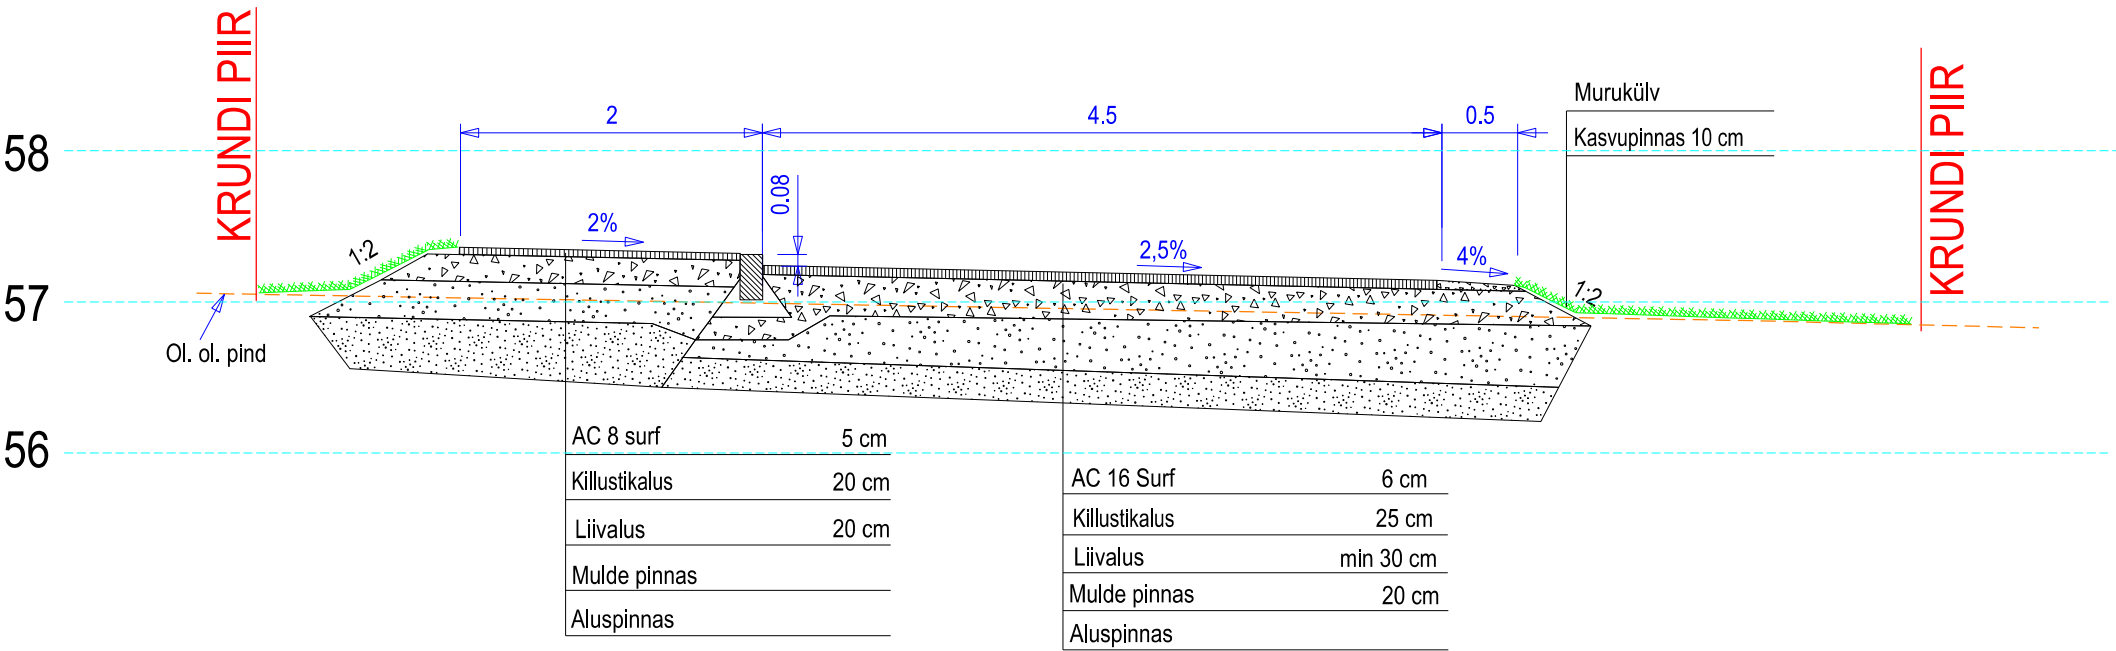 KRUNDI PIIR
KRUNDI PIIR
2
4.5
0.5
Murukülv
Kasvupinnas 10 cm
58
0.08
2%
2,5%
4%
1:2
1:2
57
Ol. ol. pind
56
AC 8 surf 5 cm
Killustikalus 20 cm
Liivalus 20 cm
Mulde pinnas
Aluspinnas
AC 16 Surf 6 cm
Killustikalus 25 cm
Liivalus min 30 cm
Mulde pinnas 20 cm
Aluspinnas